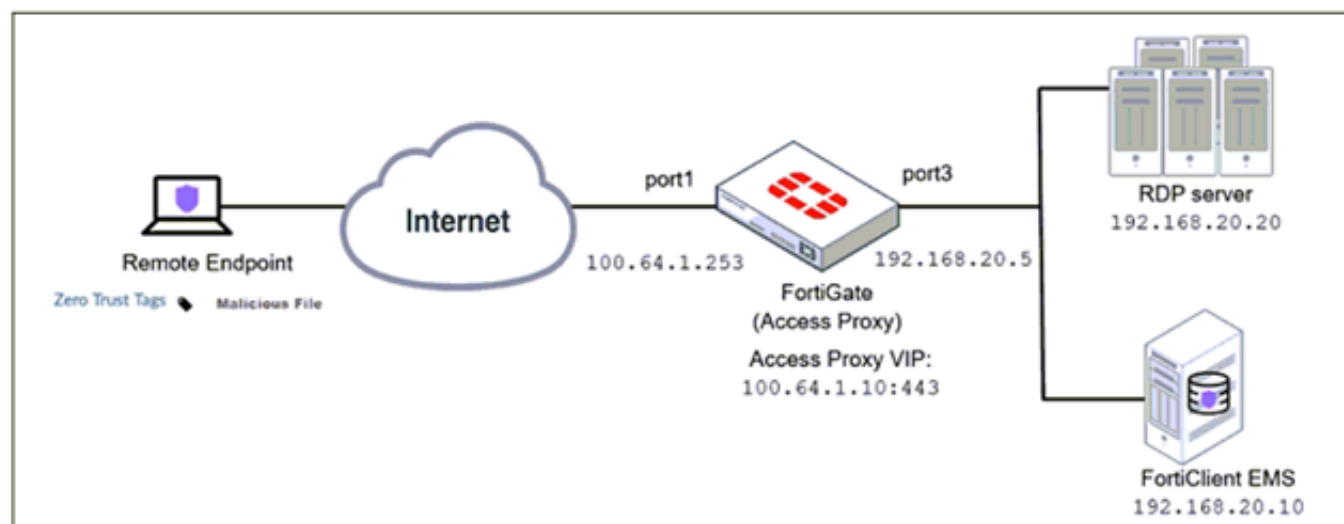 port1
port3
Internet
RDP server
192.168.20.20
Remote Endpoint
100.64.1.253
192.168.20.5
Zero Trust Tags Malicious File
FortiGate
(Access Proxy)
Access Proxy VIP:
100.64.1.10:443
FortiClient EMS
192.168.20.10